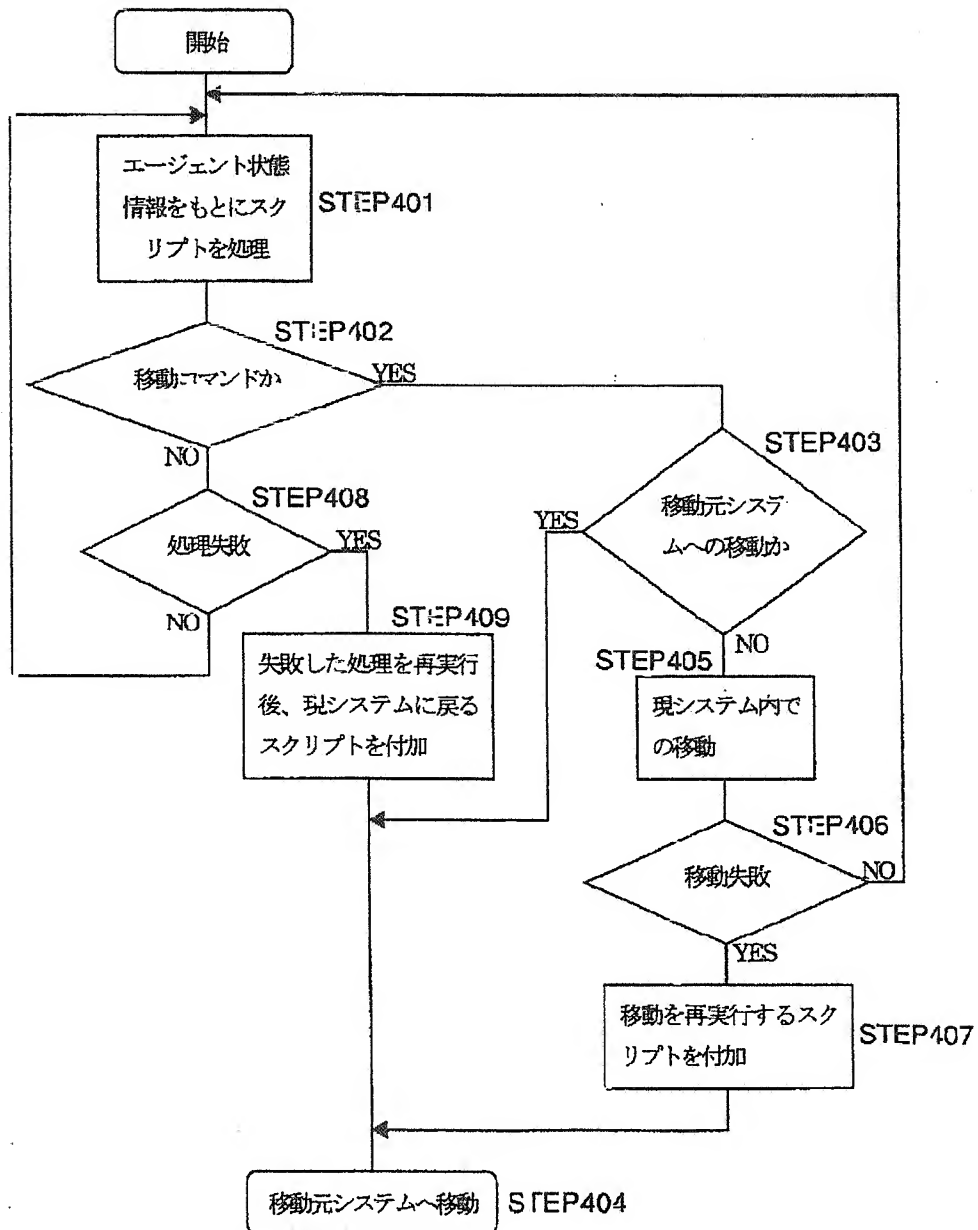 開始
エージェント状態
情報をもとにスク
リプトを処理
STEP401
STEP402
移動コマンドか
YES
NO
STEP403
移動元システ
ムへの移動か
YES
NO
STEP408
処理失敗
YES
NO
STEP409
失敗した処理を再実行
後、現システムに戻る
スクリプトを付加
STEP405
現システム内で
の移動
STEP406
移動失敗
NO
YES
移動を再実行するスク
リプトを付加
STEP407
移動元システムへ移動
STEP404